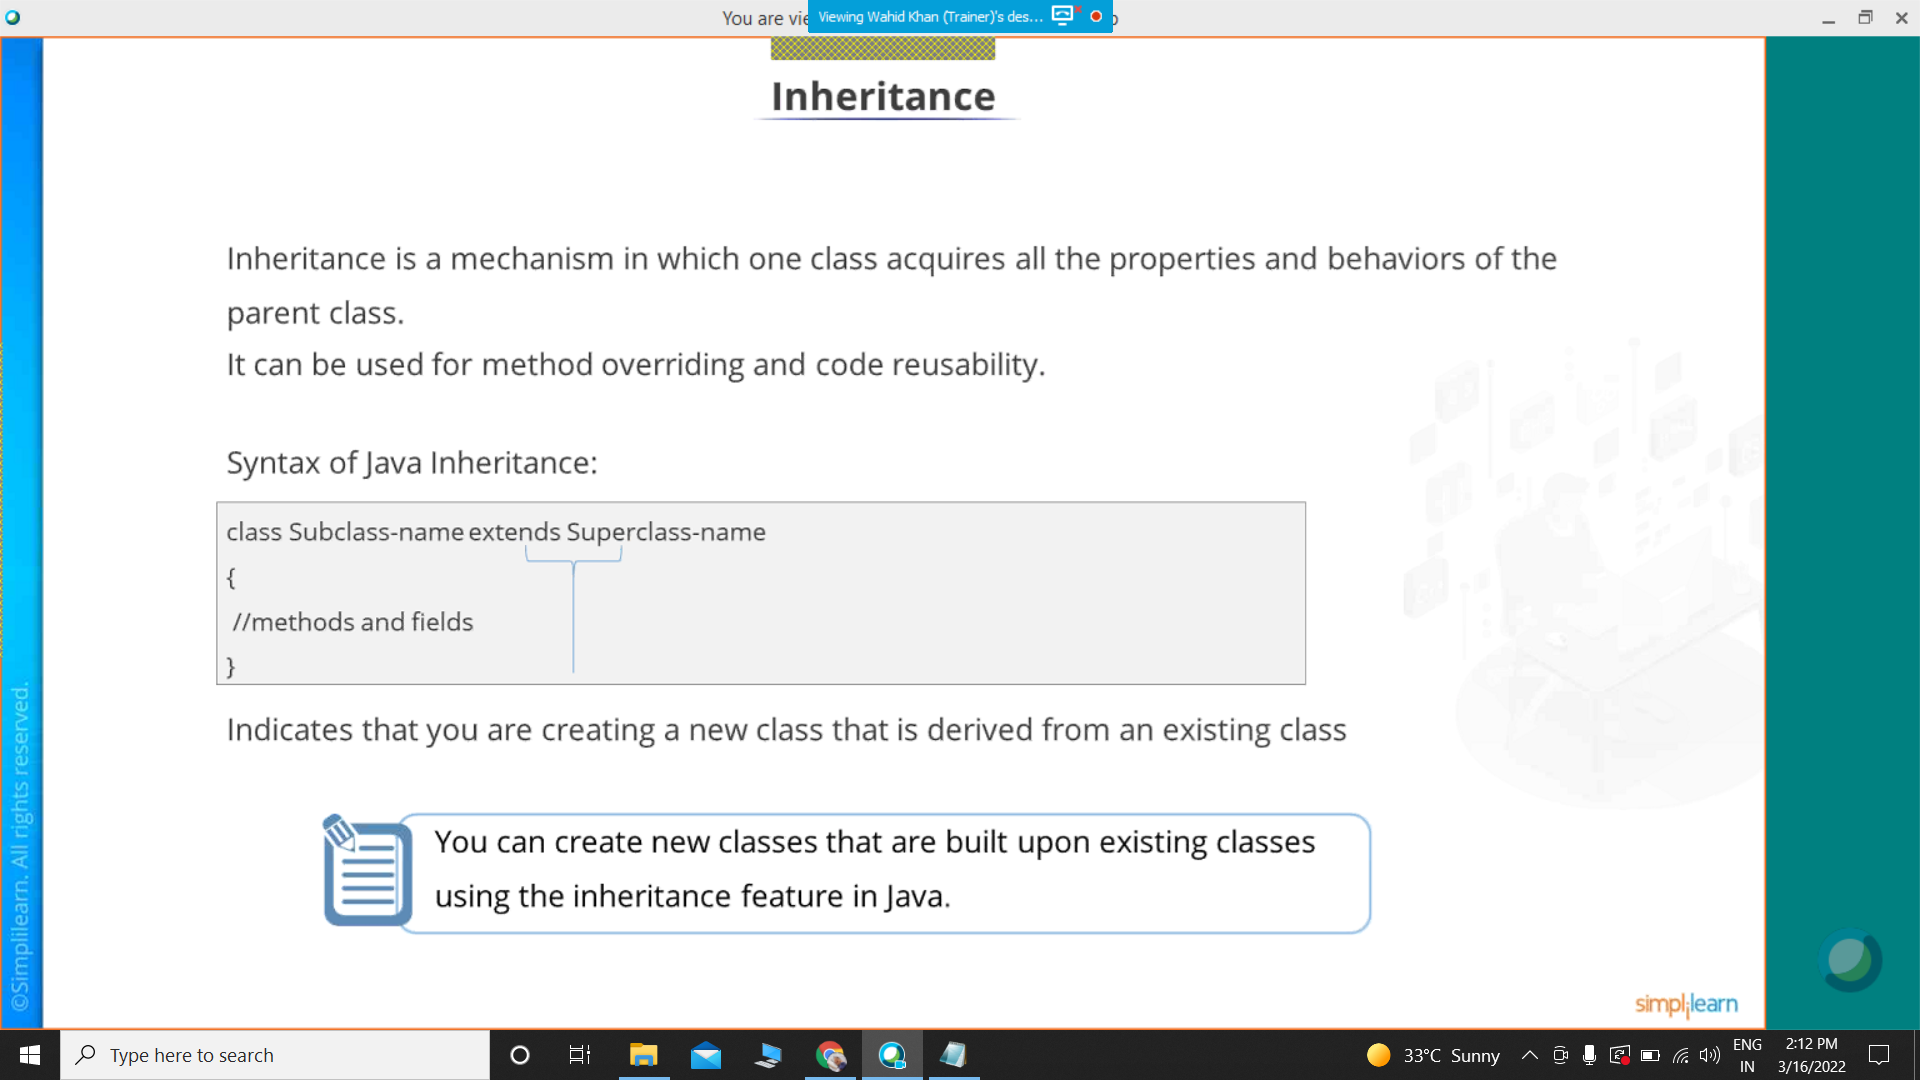 You are vie
Viewing Wahid Khan (Trainer)'s des...
Inheritance
Inheritance is a mechanism in which one class acquires all the properties and behaviors of the
parent class.
It can be used for method overriding and code reusability.
Syntax of Java Inheritance:
class Subclass-name extends Superclass-name
{
//methods and fields
}
Indicates that you are creating a new class that is derived from an existing class
You can create new classes that are built upon existing classes
using the inheritance feature in Java.
©Simplilearn. All rights reserved.
simplilearn
Type here to search
33°C Sunny
ENG
IN
2:12 PM
3/16/2022